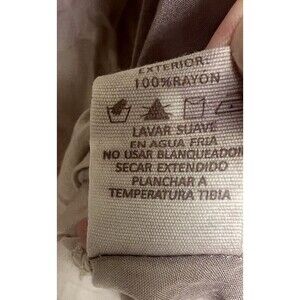 EXTERIOR:
100%RAYON
LAVAR SUAVE
EN AGUA FRIA
NO USAR BLANQUEADOR
SECAR EXTENDIDO
PLANCHAR A
TEMPERATURA TIBIA